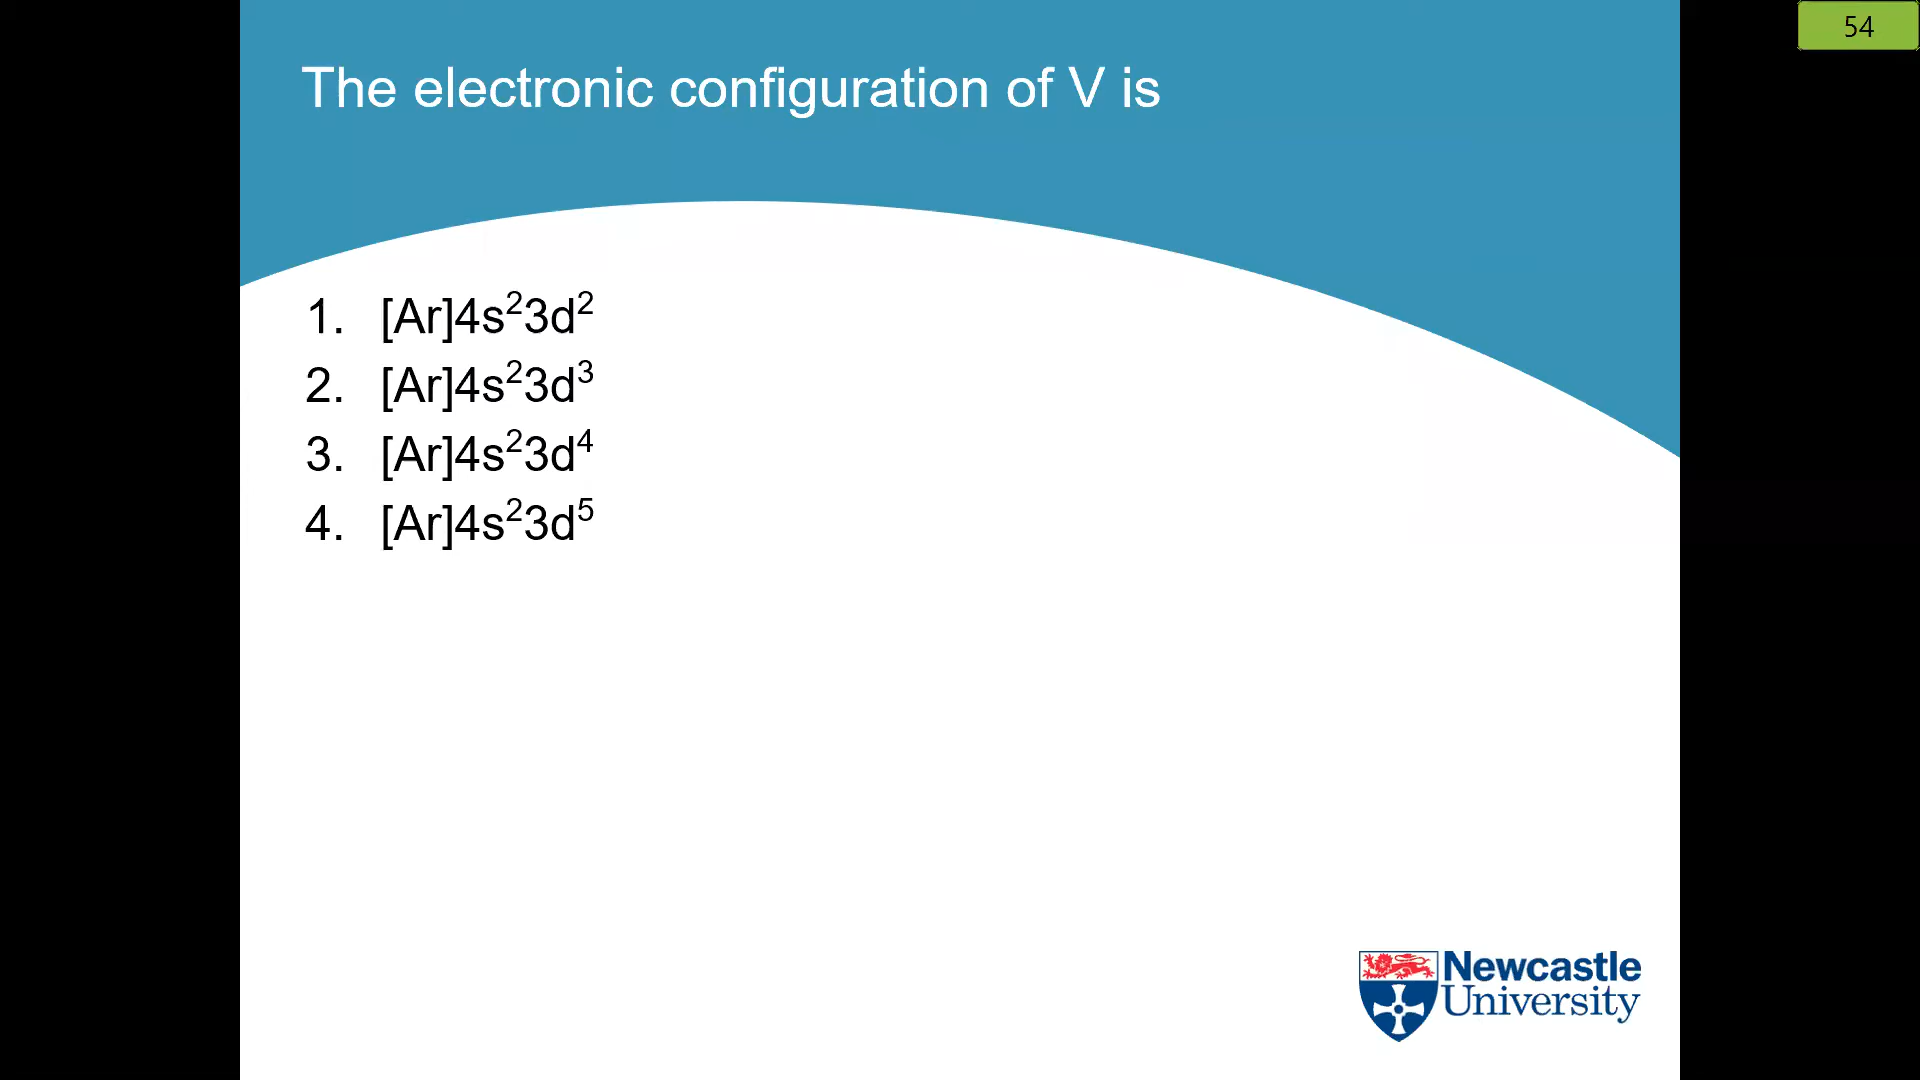 54
The electronic configuration of V is
1. [Ar]4s²3d²
2. [Ar]4s²3d³
3. [Ar]4s²3d⁴
4. [Ar]4s²3d⁵
Newcastle
University